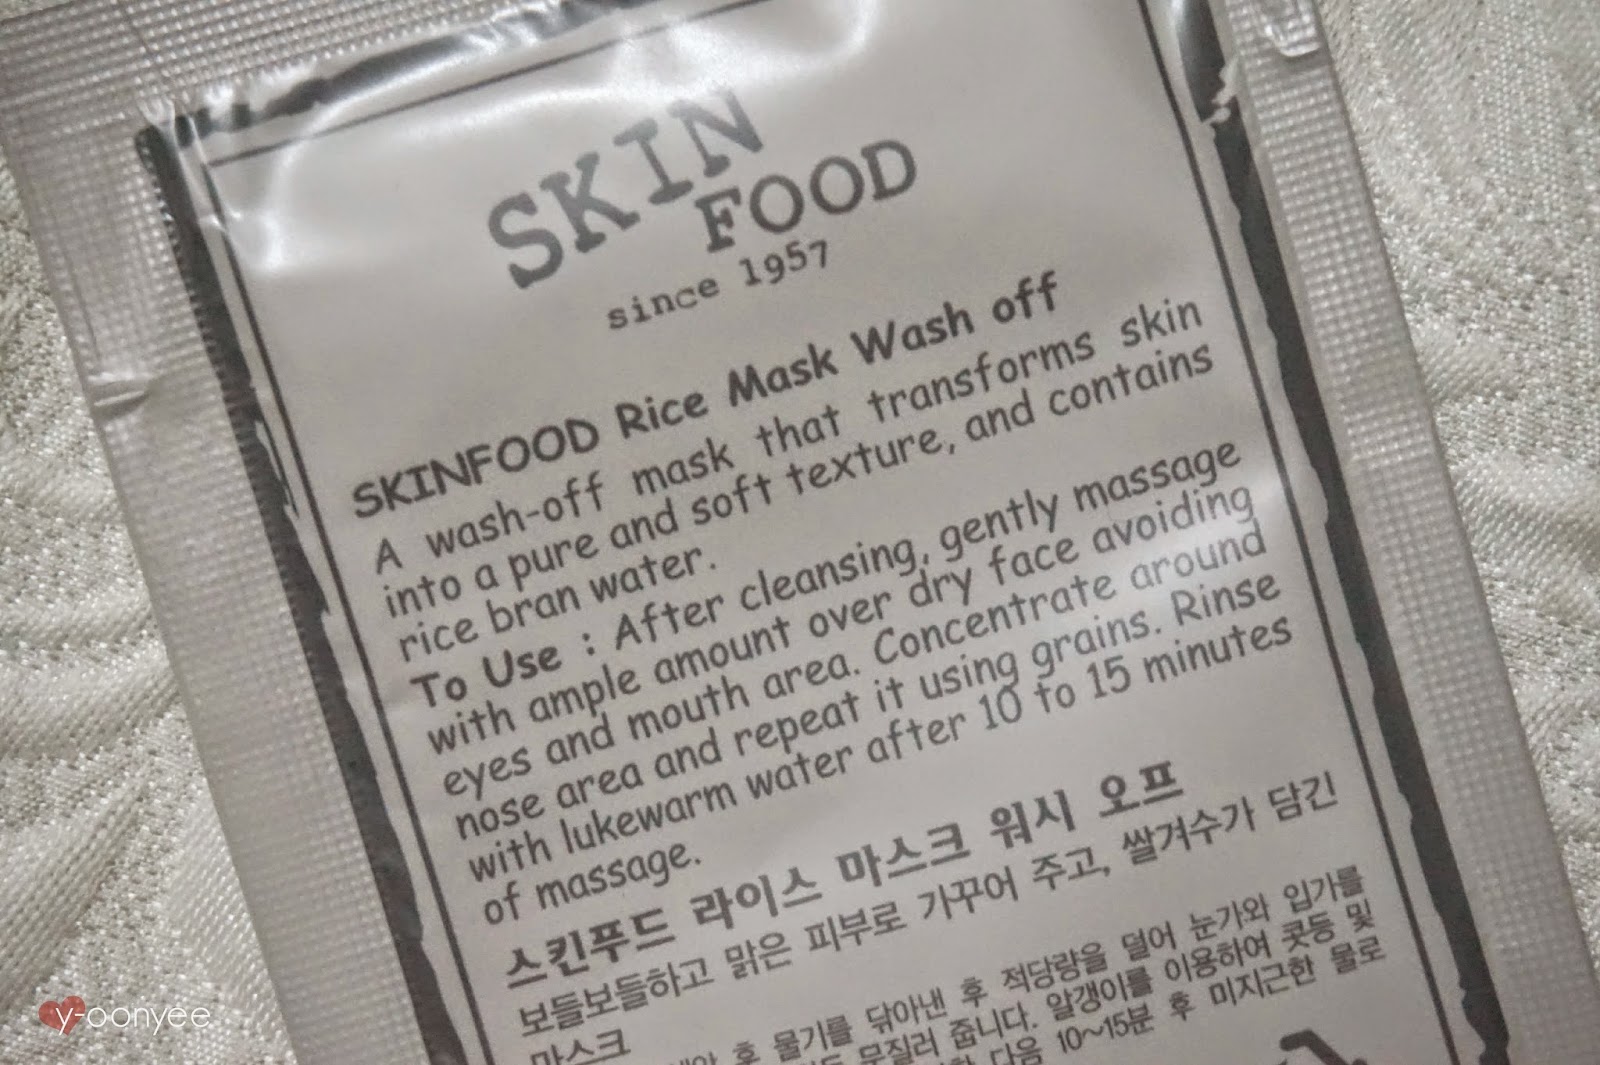 SKIN
FOOD
since 1957
SKINFOOD Rice Mask Wash off
A wash-off mask that transforms skin
into a pure and soft texture, and contains
rice bran water.
To Use : After cleansing, gently massage
with ample amount over dry face avoiding
eyes and mouth area. Concentrate around
nose area and repeat it using grains. Rinse
with lukewarm water after 10 to 15 minutes
of massage.
스킨푸드 라이스 마스크 워시 오프
보들보들하고 맑은 피부로 가꾸어 주고, 쌀겨수가 담긴
마스크
후 물기를 닦아낸 후 적당량을 덜어 눈가와 입가를
문질러 줍니다. 알갱이를 이용하여 콧등 및
다음 10~15분 후 미지근한 물로
y-oonyee